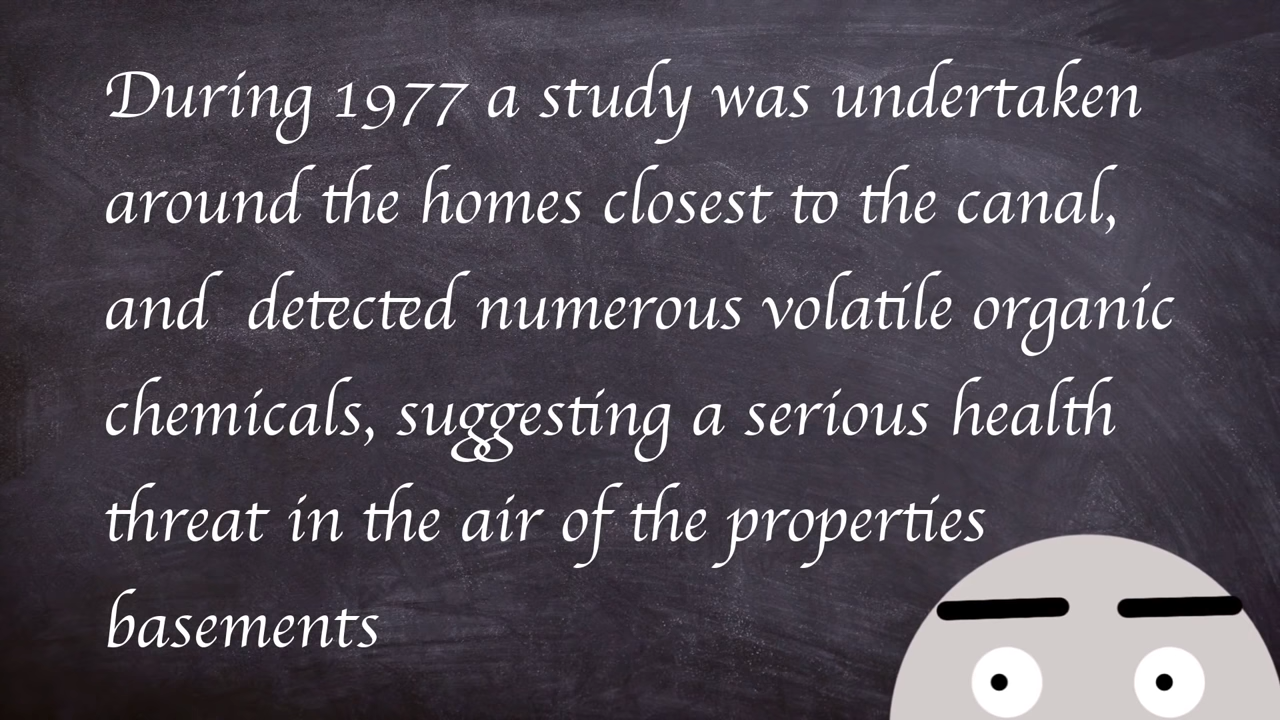 During 1977 a study was undertaken
around the homes closest to the canal,
and  detected numerous volatile organic
chemicals, suggesting a serious health
threat in the air of the properties
basements